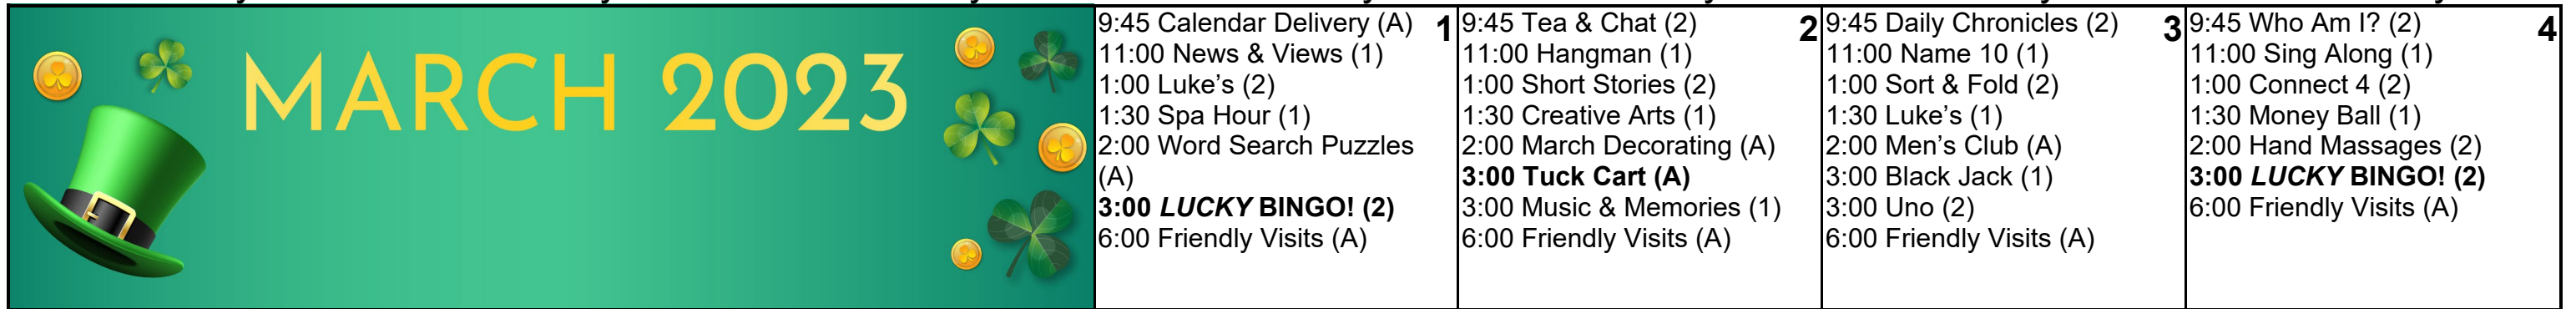 MARCH 2023
9:45 Calendar Delivery (A) 1
11:00 News & Views (1)
1:00 Luke’s (2)
1:30 Spa Hour (1)
2:00 Word Search Puzzles
(A)
3:00 LUCKY BINGO! (2)
6:00 Friendly Visits (A)
9:45 Tea & Chat (2) 2
11:00 Hangman (1)
1:00 Short Stories (2)
1:30 Creative Arts (1)
2:00 March Decorating (A)
3:00 Tuck Cart (A)
3:00 Music & Memories (1)
6:00 Friendly Visits (A)
9:45 Daily Chronicles (2) 3
11:00 Name 10 (1)
1:00 Sort & Fold (2)
1:30 Luke’s (1)
2:00 Men’s Club (A)
3:00 Black Jack (1)
3:00 Uno (2)
6:00 Friendly Visits (A)
9:45 Who Am I? (2) 4
11:00 Sing Along (1)
1:00 Connect 4 (2)
1:30 Money Ball (1)
2:00 Hand Massages (2)
3:00 LUCKY BINGO! (2)
6:00 Friendly Visits (A)